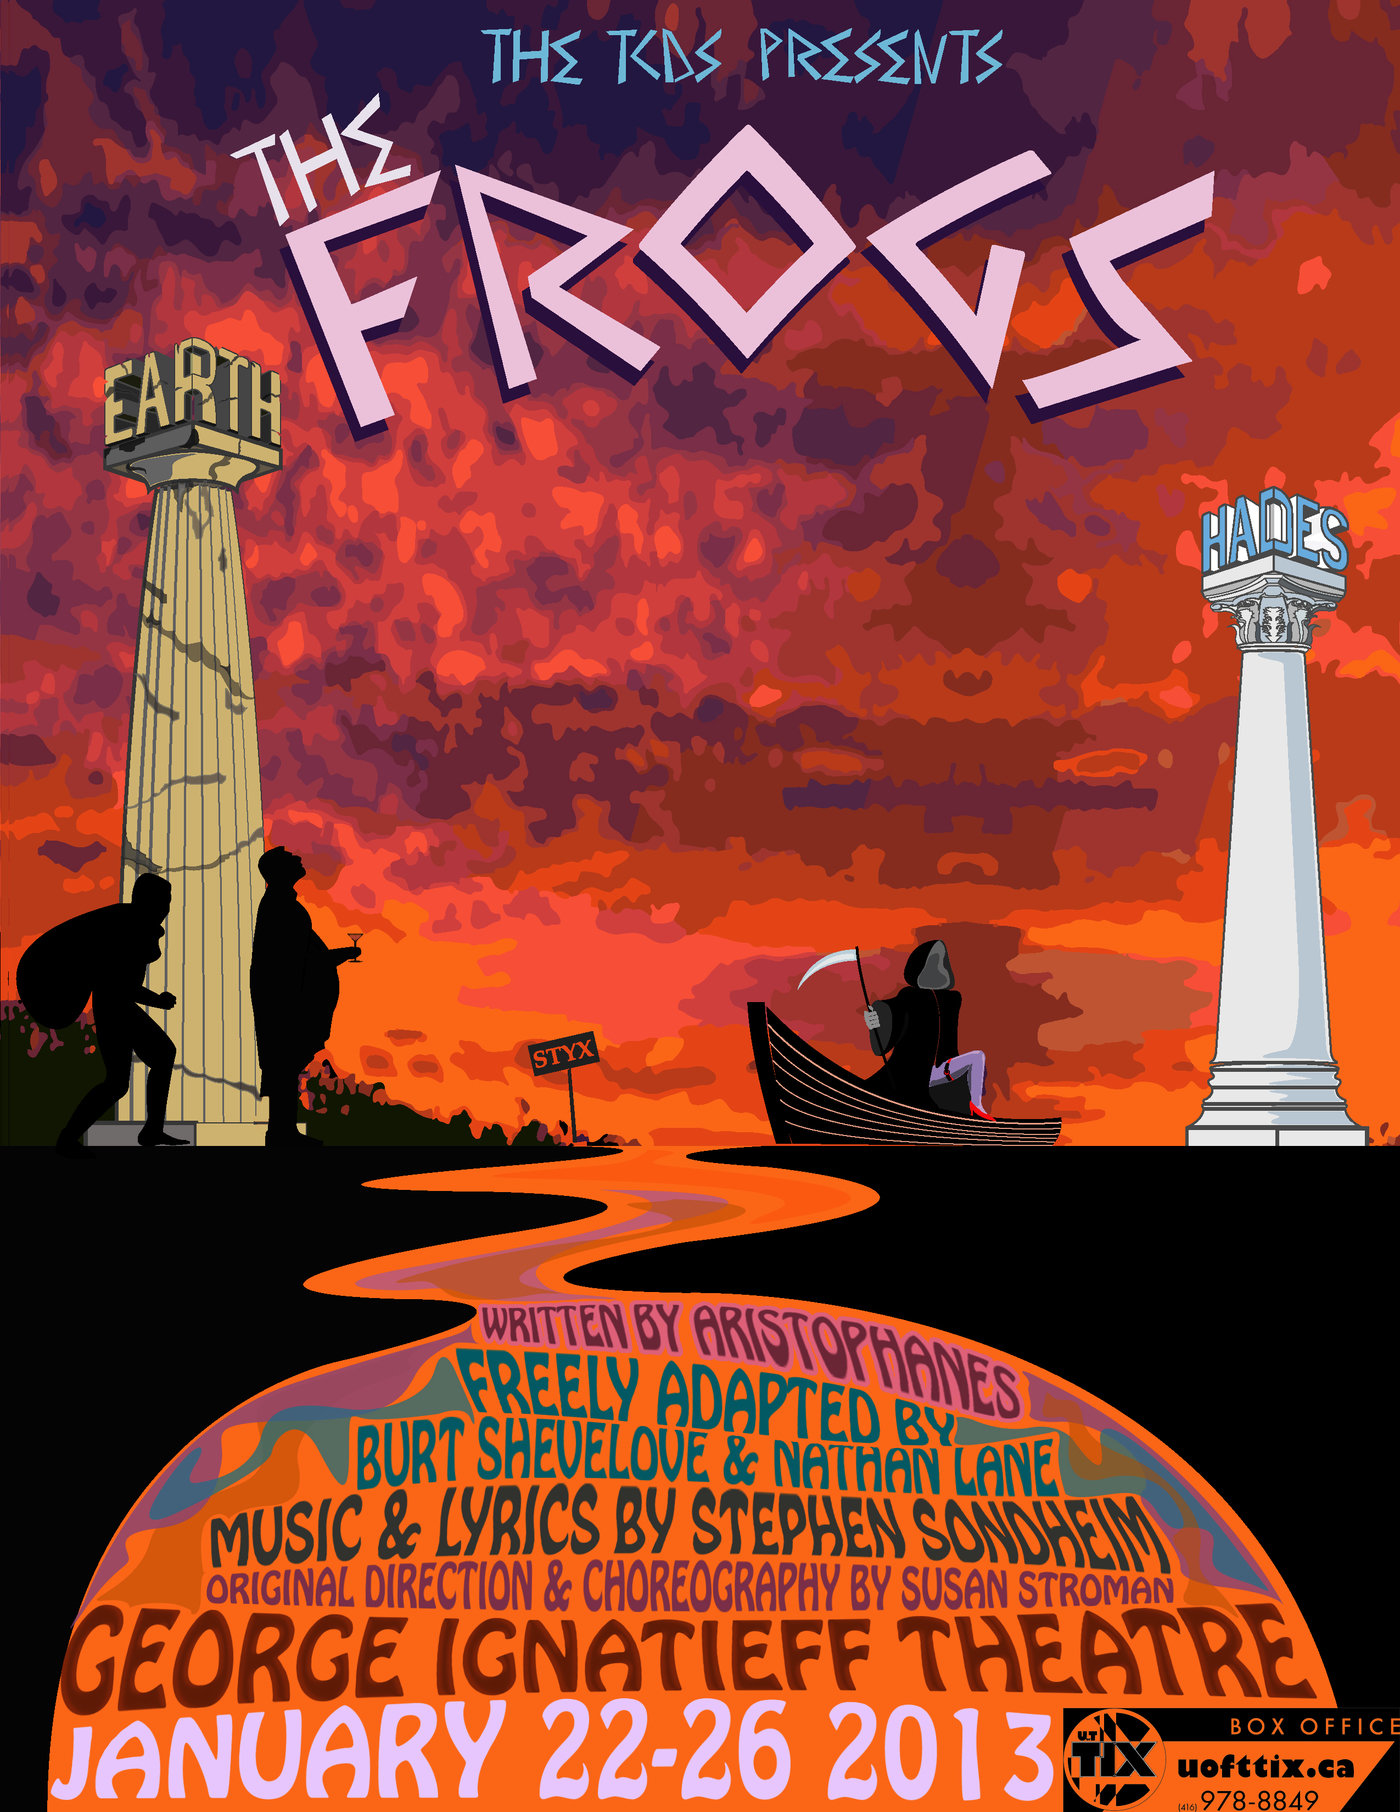 THE TCDS PRESENTS
THE
FROGS
EARTH
HADES
STYX
WRITTEN BY ARISTOPHANES
FREELY ADAPTED BY
BURT SHEVELOVE & NATHAN LANE
MUSIC & LYRICS BY STEPHEN SONDHEIM
ORIGINAL DIRECTION & CHOREOGRAPHY BY SUSAN STROMAN
GEORGE IGNATIEFF THEATRE
JANUARY 22-26 2013
U.T
TIX
BOX OFFICE
uofttix.ca
(416) 978-8849